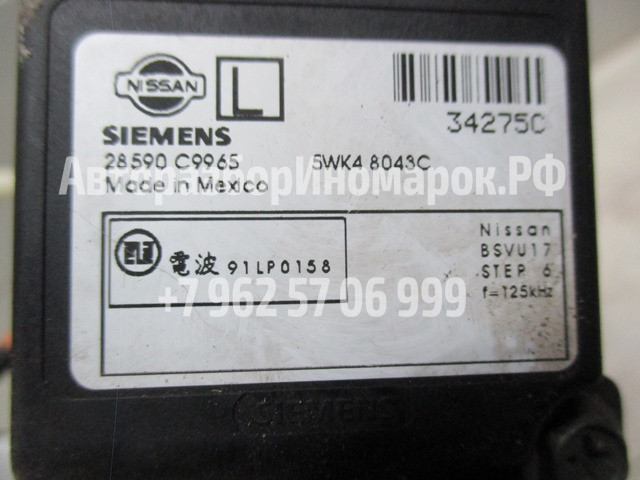 NISSAN
L
34275C
SIEMENS
28590 C9965 5WK4 8043C
Made in Mexico
АвторазборИномарок.РФ
電波 91LP0158
Nissan
BSVU17
STEP 6
f=125kHz
+7 962 57 06 999
SIEMENS